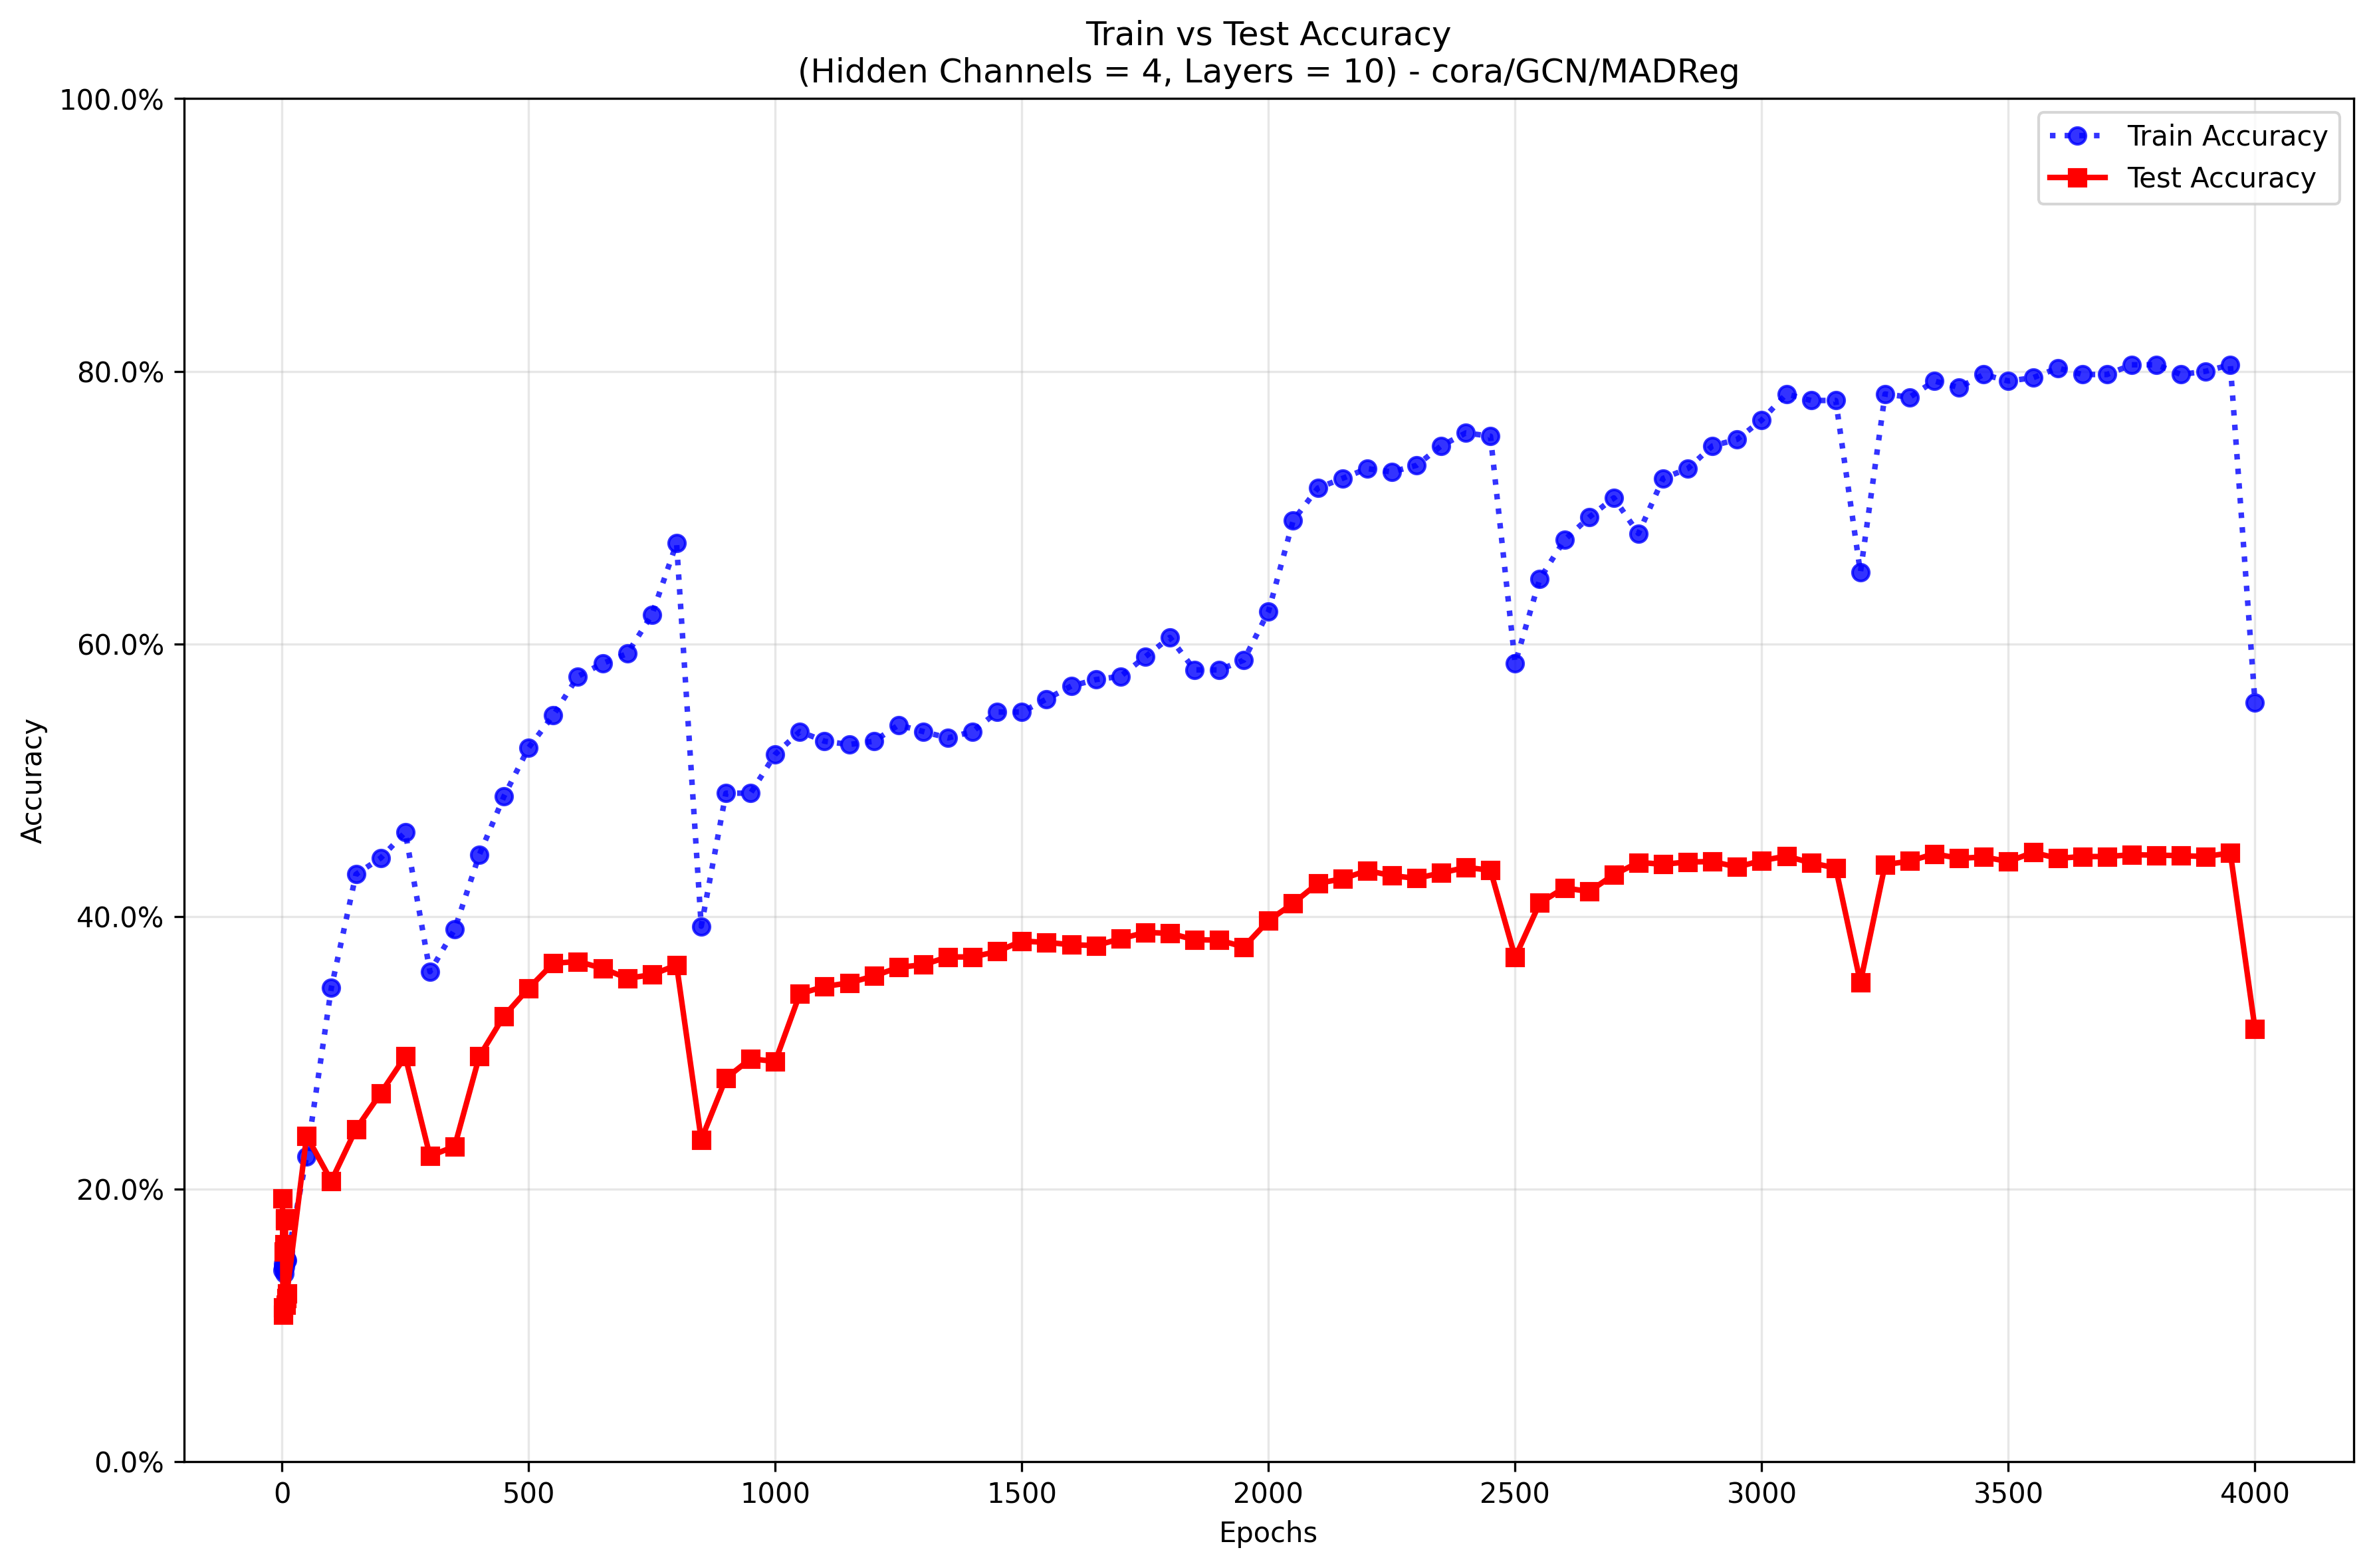 Train vs Test Accuracy
(Hidden Channels = 4, Layers = 10) - cora/GCN/MADReg
Train Accuracy
Test Accuracy
100.0%
80.0%
60.0%
40.0%
20.0%
0.0%
Accuracy
0 500 1000 1500 2000 2500 3000 3500 4000
Epochs